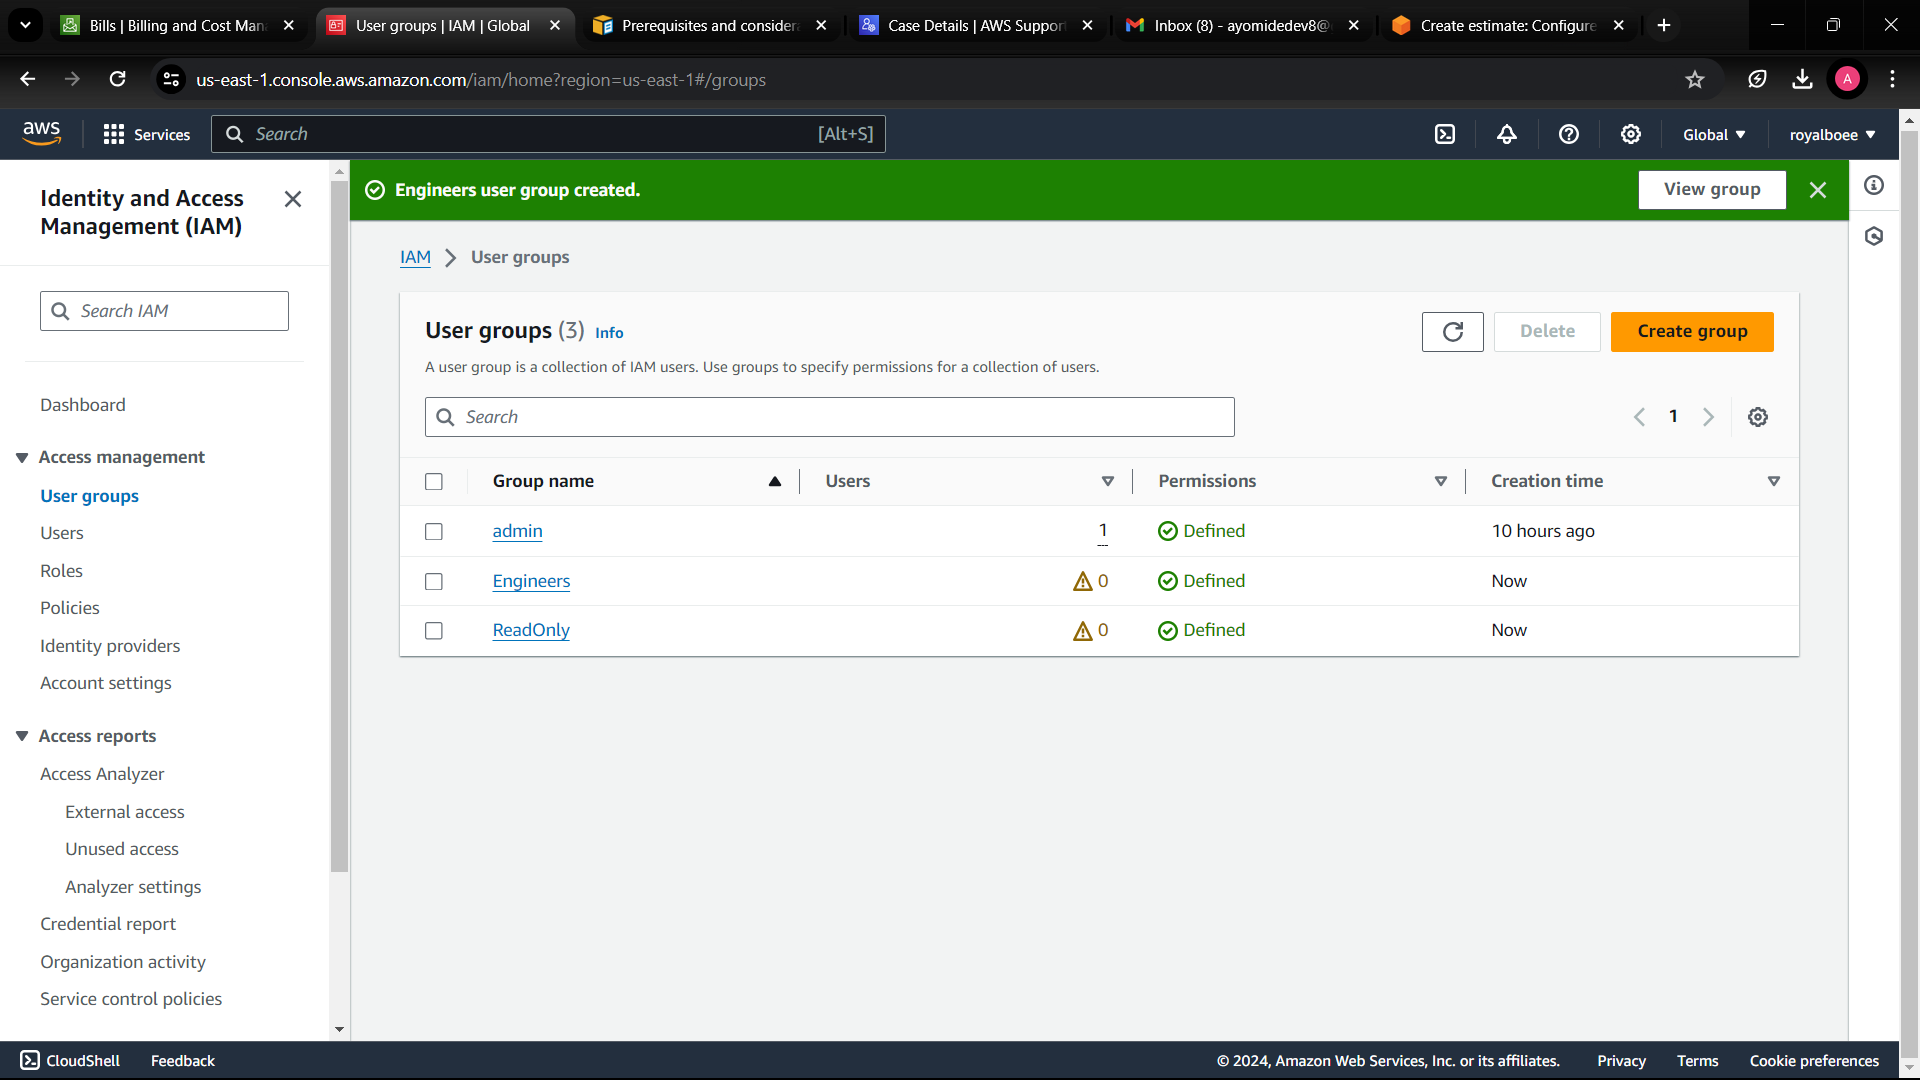 Bills | Billing and Cost Man
User groups | IAM | Global
Prerequisites and considera
Case Details | AWS Support
Inbox (8) - ayomidedev8@
Create estimate: Configure
us-east-1.console.aws.amazon.com/iam/home?region=us-east-1#/groups
A
aws
Services
Search
[Alt+S]
Global
royalboee
Identity and Access
Management (IAM)
Search IAM
Dashboard
Access management
User groups
Users
Roles
Policies
Identity providers
Account settings
Access reports
Access Analyzer
External access
Unused access
Analyzer settings
Credential report
Organization activity
Service control policies
Engineers user group created.
View group
IAM
User groups
User groups (3) Info
Delete
Create group
A user group is a collection of IAM users. Use groups to specify permissions for a collection of users.
Search
1
Group name Users Permissions Creation time
admin 1 Defined 10 hours ago
Engineers 0 Defined Now
ReadOnly 0 Defined Now
CloudShell Feedback © 2024, Amazon Web Services, Inc. or its affiliates. Privacy Terms Cookie preferences